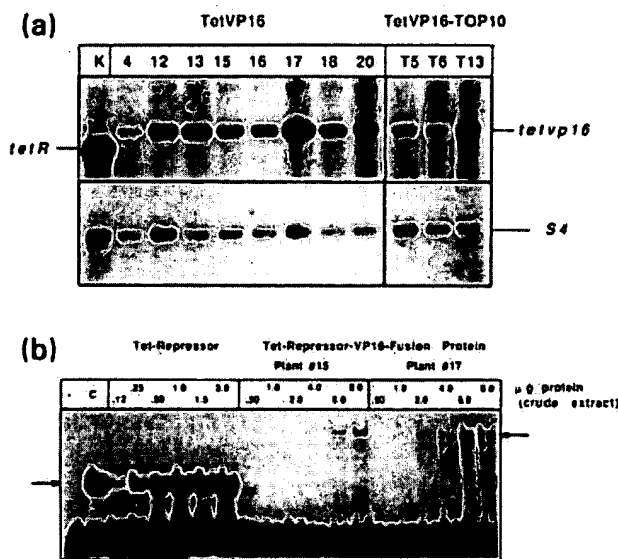 (a)
TetVP16
TetVP16-TOP10
K 4 12 13 15 16 17 18 20 T5 T6 T13
tetR
tetvp16
S4
(b)
Tet-Repressor
Tet-Repressor-VP16-Fusion Protein
Plant #15 Plant #17
.25 1.0 3.0 1.0 4.0 8.0 1.0 4.0 8.0
- C .12 .50 1.5 .50 2.0 6.0 .50 2.0 6.0
μg protein
(crude extract)